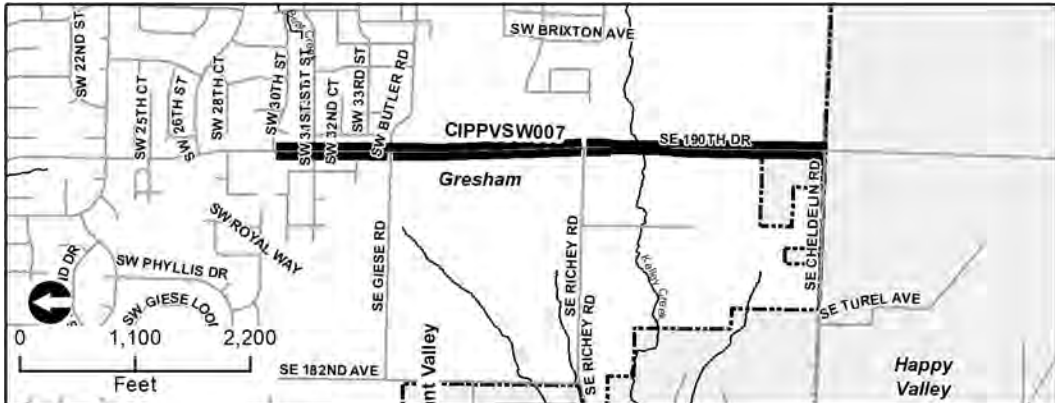 SW 22ND ST
SW 25TH CT
26TH ST
SW
SW 28TH CT
SW 30TH ST
SW 31ST ST
SW 32ND CT
SW 33RD ST
SW BUTLER RD
SW BRIXTON AVE
CIPPVSW007
SE 190TH DR
Gresham
SE GIESE RD
SE RICHEY RD
SE RICHEY RD
Kelley Creek
SE CHELDELIN RD
SE TUREL AVE
SW ROYAL WAY
SW PHYLLIS DR
SW GIESE LOO
SE 182ND AVE
nt Valley
Happy
Valley
0 1,100 2,200
Feet